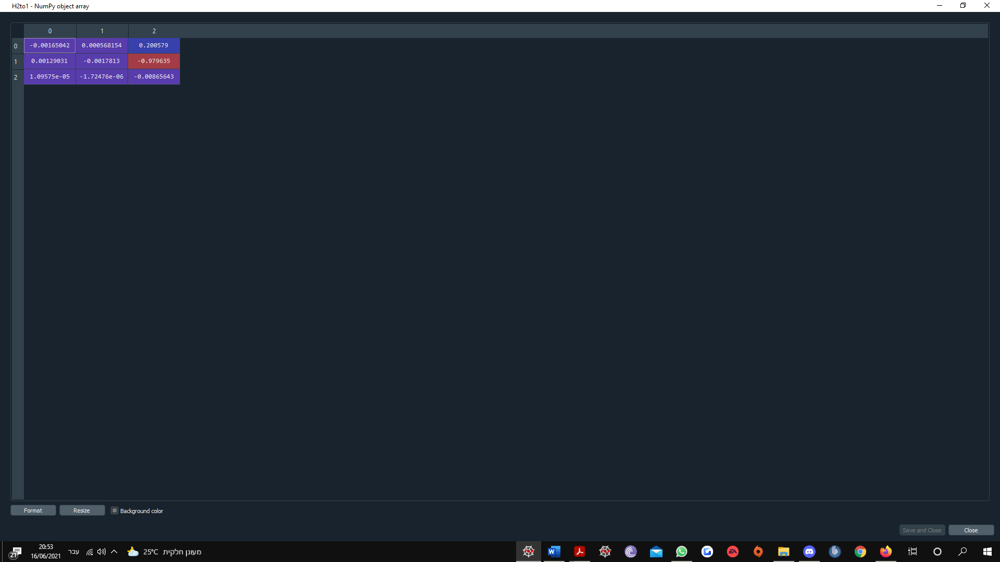 H2to1 - NumPy object array
0 1 2
0 -0.00165042 0.000568154 0.200579
1 0.00129031 -0.0017813 -0.979635
2 1.09575e-05 -1.72476e-06 -0.00865643
Format Resize Background color
Save and Close Close
21 20:53 עבר 25°C מעונן חלקית W EA
16/06/2021